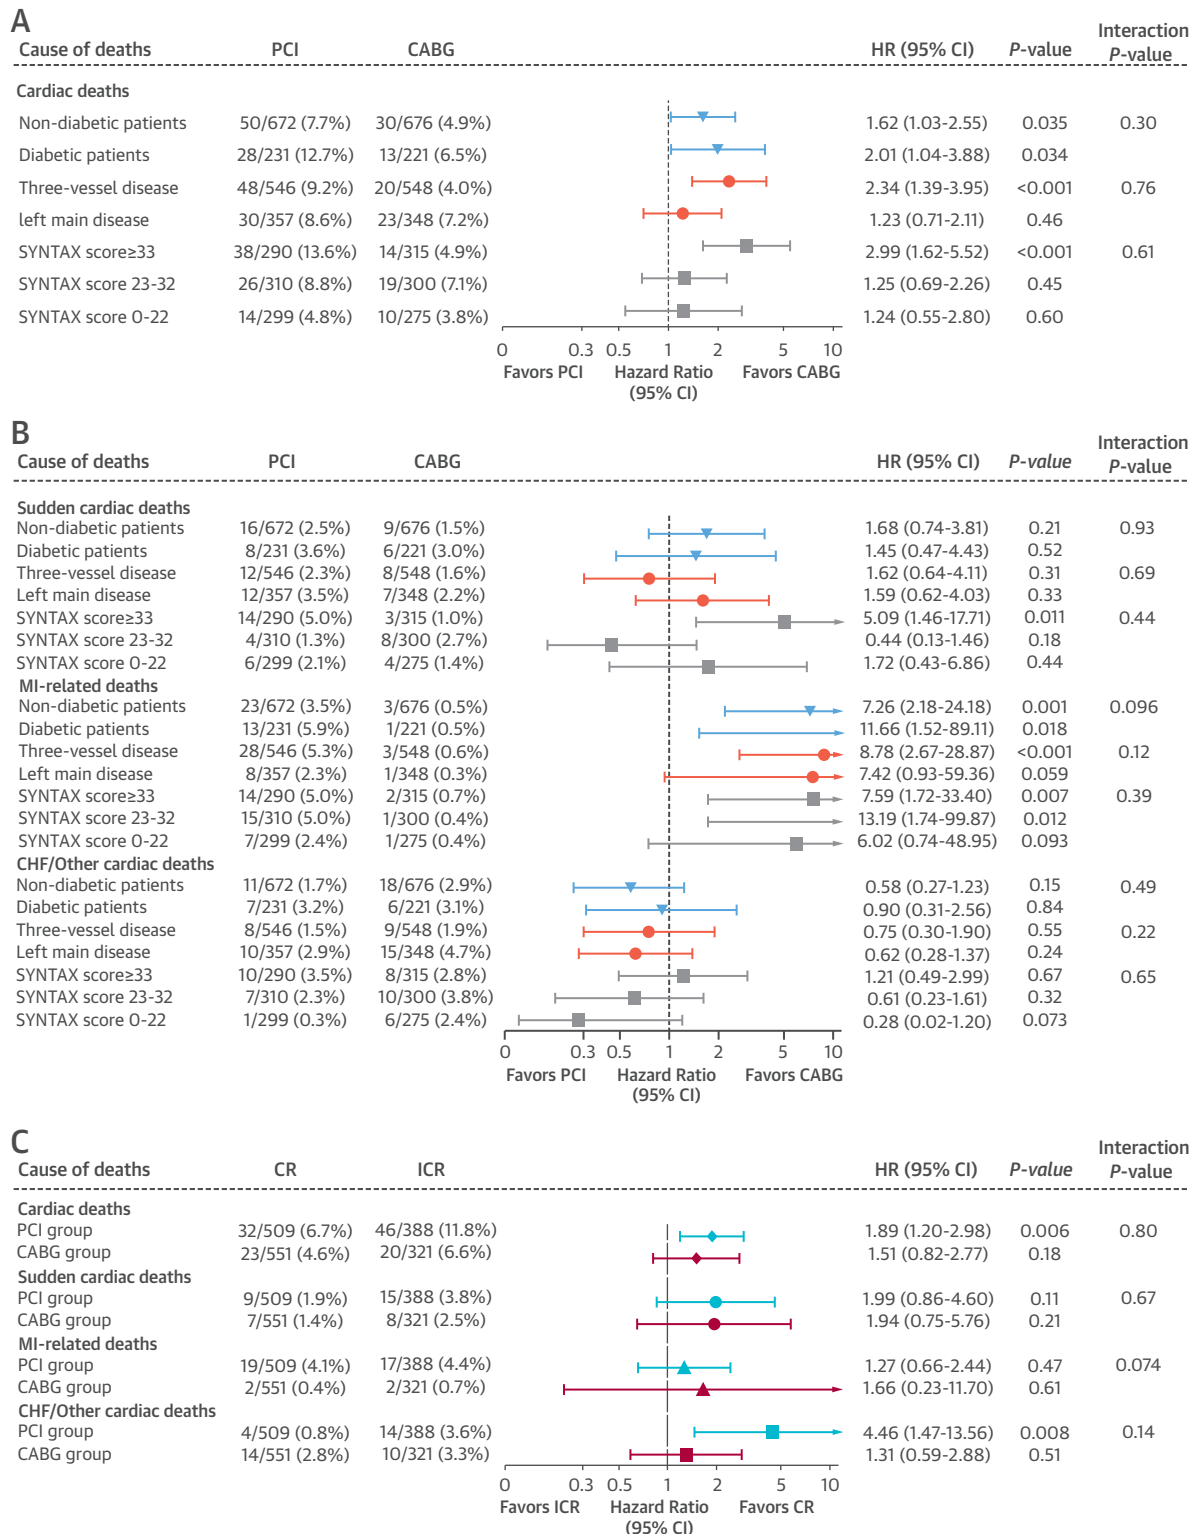 A
Cause of deaths PCI CABG HR (95% CI) P-value Interaction P-value
Cardiac deaths
Non-diabetic patients 50/672 (7.7%) 30/676 (4.9%) 1.62 (1.03-2.55) 0.035 0.30
Diabetic patients 28/231 (12.7%) 13/221 (6.5%) 2.01 (1.04-3.88) 0.034
Three-vessel disease 48/546 (9.2%) 20/548 (4.0%) 2.34 (1.39-3.95) <0.001 0.76
left main disease 30/357 (8.6%) 23/348 (7.2%) 1.23 (0.71-2.11) 0.46
SYNTAX score≥33 38/290 (13.6%) 14/315 (4.9%) 2.99 (1.62-5.52) <0.001 0.61
SYNTAX score 23-32 26/310 (8.8%) 19/300 (7.1%) 1.25 (0.69-2.26) 0.45
SYNTAX score 0-22 14/299 (4.8%) 10/275 (3.8%) 1.24 (0.55-2.80) 0.60
0 0.3 0.5 1 2 5 10
Favors PCI Hazard Ratio Favors CABG
(95% CI)
B
Cause of deaths PCI CABG HR (95% CI) P-value Interaction P-value
Sudden cardiac deaths
Non-diabetic patients 16/672 (2.5%) 9/676 (1.5%) 1.68 (0.74-3.81) 0.21 0.93
Diabetic patients 8/231 (3.6%) 6/221 (3.0%) 1.45 (0.47-4.43) 0.52
Three-vessel disease 12/546 (2.3%) 8/548 (1.6%) 1.62 (0.64-4.11) 0.31 0.69
Left main disease 12/357 (3.5%) 7/348 (2.2%) 1.59 (0.62-4.03) 0.33
SYNTAX score≥33 14/290 (5.0%) 3/315 (1.0%) 5.09 (1.46-17.71) 0.011 0.44
SYNTAX score 23-32 4/310 (1.3%) 8/300 (2.7%) 0.44 (0.13-1.46) 0.18
SYNTAX score 0-22 6/299 (2.1%) 4/275 (1.4%) 1.72 (0.43-6.86) 0.44
MI-related deaths
Non-diabetic patients 23/672 (3.5%) 3/676 (0.5%) 7.26 (2.18-24.18) 0.001 0.096
Diabetic patients 13/231 (5.9%) 1/221 (0.5%) 11.66 (1.52-89.11) 0.018
Three-vessel disease 28/546 (5.3%) 3/548 (0.6%) 8.78 (2.67-28.87) <0.001 0.12
Left main disease 8/357 (2.3%) 1/348 (0.3%) 7.42 (0.93-59.36) 0.059
SYNTAX score≥33 14/290 (5.0%) 2/315 (0.7%) 7.59 (1.72-33.40) 0.007 0.39
SYNTAX score 23-32 15/310 (5.0%) 1/300 (0.4%) 13.19 (1.74-99.87) 0.012
SYNTAX score 0-22 7/299 (2.4%) 1/275 (0.4%) 6.02 (0.74-48.95) 0.093
CHF/Other cardiac deaths
Non-diabetic patients 11/672 (1.7%) 18/676 (2.9%) 0.58 (0.27-1.23) 0.15 0.49
Diabetic patients 7/231 (3.2%) 6/221 (3.1%) 0.90 (0.31-2.56) 0.84
Three-vessel disease 8/546 (1.5%) 9/548 (1.9%) 0.75 (0.30-1.90) 0.55 0.22
Left main disease 10/357 (2.9%) 15/348 (4.7%) 0.62 (0.28-1.37) 0.24
SYNTAX score≥33 10/290 (3.5%) 8/315 (2.8%) 1.21 (0.49-2.99) 0.67 0.65
SYNTAX score 23-32 7/310 (2.3%) 10/300 (3.8%) 0.61 (0.23-1.61) 0.32
SYNTAX score 0-22 1/299 (0.3%) 6/275 (2.4%) 0.28 (0.02-1.20) 0.073
0 0.3 0.5 1 2 5 10
Favors PCI Hazard Ratio Favors CABG
(95% CI)
C
Cause of deaths CR ICR HR (95% CI) P-value Interaction P-value
Cardiac deaths
PCI group 32/509 (6.7%) 46/388 (11.8%) 1.89 (1.20-2.98) 0.006 0.80
CABG group 23/551 (4.6%) 20/321 (6.6%) 1.51 (0.82-2.77) 0.18
Sudden cardiac deaths
PCI group 9/509 (1.9%) 15/388 (3.8%) 1.99 (0.86-4.60) 0.11 0.67
CABG group 7/551 (1.4%) 8/321 (2.5%) 1.94 (0.75-5.76) 0.21
MI-related deaths
PCI group 19/509 (4.1%) 17/388 (4.4%) 1.27 (0.66-2.44) 0.47 0.074
CABG group 2/551 (0.4%) 2/321 (0.7%) 1.66 (0.23-11.70) 0.61
CHF/Other cardiac deaths
PCI group 4/509 (0.8%) 14/388 (3.6%) 4.46 (1.47-13.56) 0.008 0.14
CABG group 14/551 (2.8%) 10/321 (3.3%) 1.31 (0.59-2.88) 0.51
0 0.3 0.5 1 2 5 10
Favors ICR Hazard Ratio Favors CR
(95% CI)